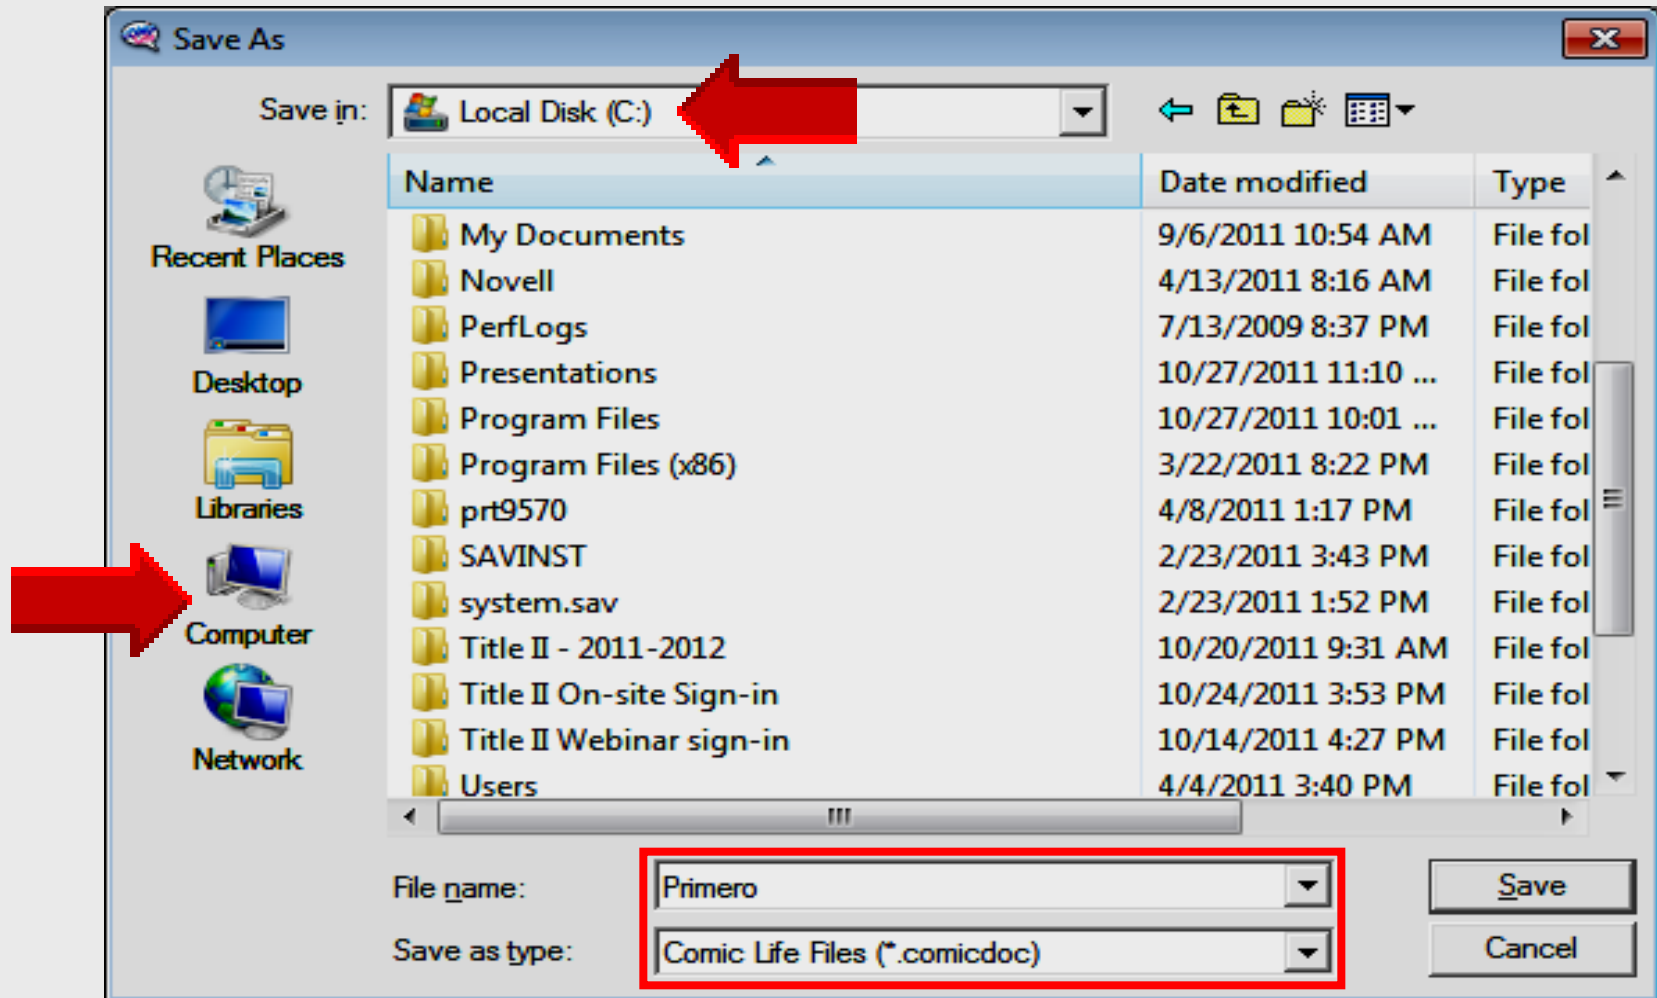 Save As
Save in: Local Disk (C:)
Name Date modified Type
My Documents 9/6/2011 10:54 AM File fol
Novell 4/13/2011 8:16 AM File fol
PerfLogs 7/13/2009 8:37 PM File fol
Presentations 10/27/2011 11:10 ... File fol
Program Files 10/27/2011 10:01 ... File fol
Program Files (x86) 3/22/2011 8:22 PM File fol
prt9570 4/8/2011 1:17 PM File fol
SAVINST 2/23/2011 3:43 PM File fol
system.sav 2/23/2011 1:52 PM File fol
Title II - 2011-2012 10/20/2011 9:31 AM File fol
Title II On-site Sign-in 10/24/2011 3:53 PM File fol
Title II Webinar sign-in 10/14/2011 4:27 PM File fol
Users 4/4/2011 3:40 PM File fol
Recent Places
Desktop
Libraries
Computer
Network
File name: Primero Save
Save as type: Comic Life Files (*.comicdoc) Cancel